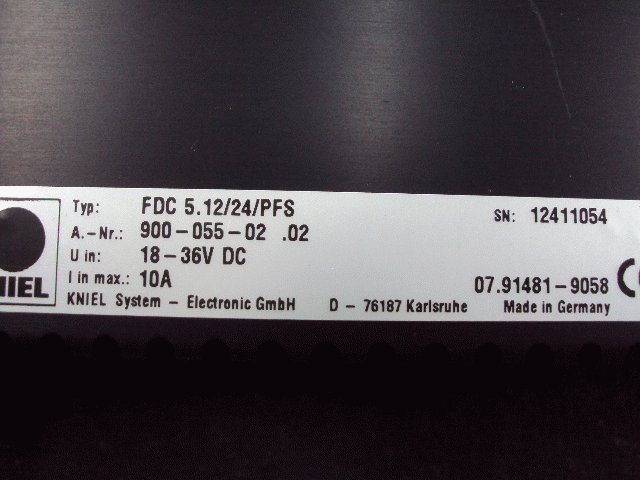 Typ: FDC 5.12/24/PFS SN: 12411054
A.-Nr.: 900-055-02 .02
U in: 18-36V DC
I in max.: 10A 07.91481-9058
NIEL KNIEL System - Electronic GmbH D - 76187 Karlsruhe Made in Germany